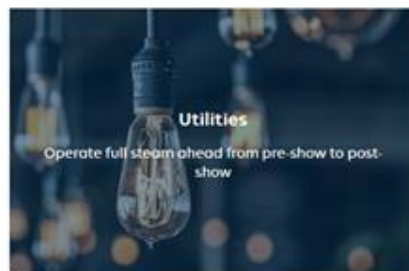 Utilities
Operate full steam ahead from pre-show to post-
show